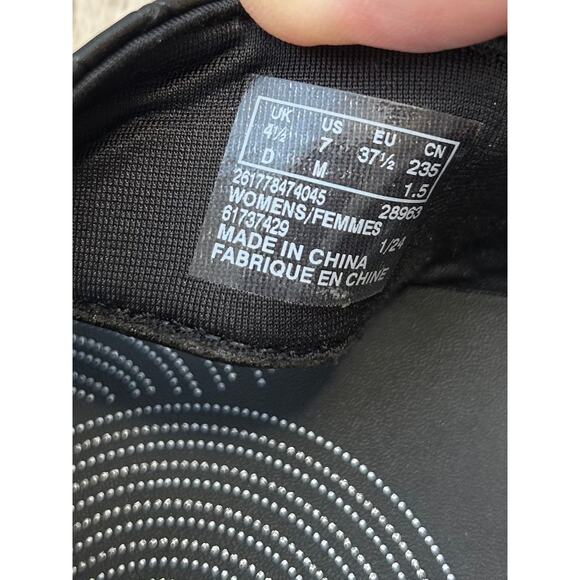 UK US EU CN
4½ 7 37½ 235
D M 1.5
261778474045 28963
WOMENS/FEMMES
61737429 1/24
MADE IN CHINA
FABRIQUE EN CHINE